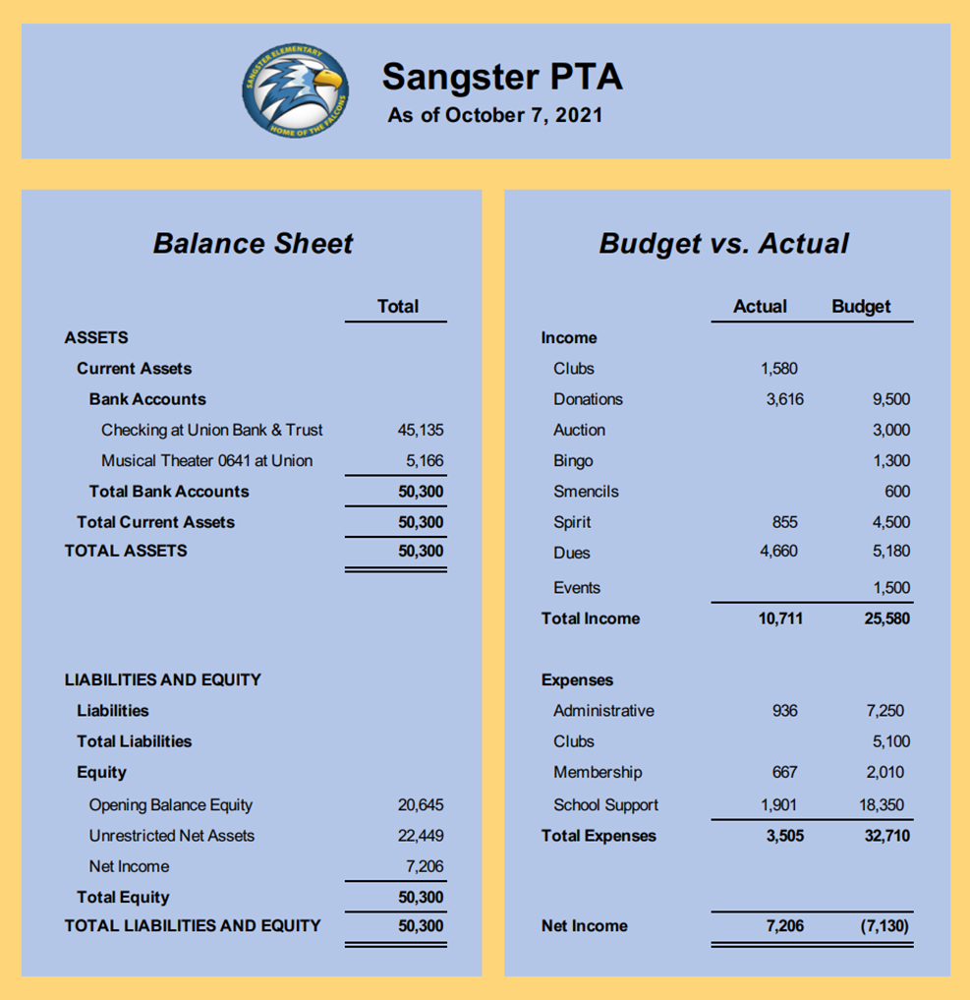 SANGSTER ELEMENTARY
HOME OF THE FALCONS
Sangster PTA
As of October 7, 2021
Balance Sheet
Total
ASSETS
Current Assets
Bank Accounts
Checking at Union Bank & Trust 45,135
Musical Theater 0641 at Union 5,166
Total Bank Accounts 50,300
Total Current Assets 50,300
TOTAL ASSETS 50,300
LIABILITIES AND EQUITY
Liabilities
Total Liabilities
Equity
Opening Balance Equity 20,645
Unrestricted Net Assets 22,449
Net Income 7,206
Total Equity 50,300
TOTAL LIABILITIES AND EQUITY 50,300
Budget vs. Actual
Actual Budget
Income
Clubs 1,580
Donations 3,616 9,500
Auction 3,000
Bingo 1,300
Smencils 600
Spirit 855 4,500
Dues 4,660 5,180
Events 1,500
Total Income 10,711 25,580
Expenses
Administrative 936 7,250
Clubs 5,100
Membership 667 2,010
School Support 1,901 18,350
Total Expenses 3,505 32,710
Net Income 7,206 (7,130)